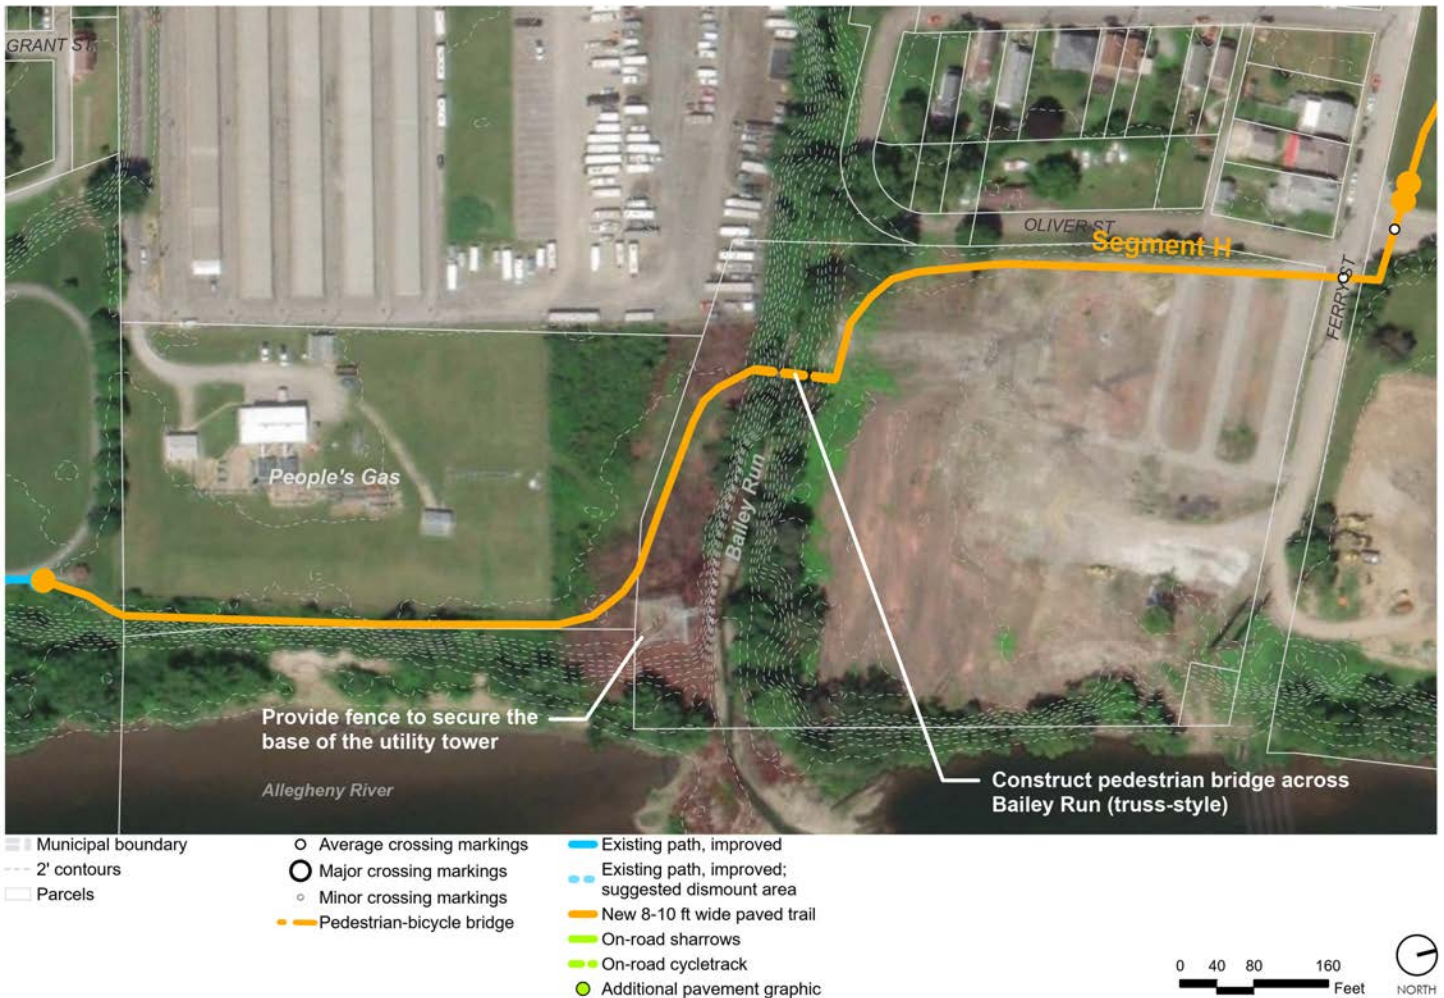 GRANT ST
OLIVER ST
Segment H
FERRY ST
People's Gas
Bailey Run
Provide fence to secure the
base of the utility tower
Allegheny River
Construct pedestrian bridge across
Bailey Run (truss-style)
Municipal boundary
2' contours
Parcels
Average crossing markings
Major crossing markings
Minor crossing markings
Pedestrian-bicycle bridge
Existing path, improved
Existing path, improved;
suggested dismount area
New 8-10 ft wide paved trail
On-road sharrows
On-road cycletrack
Additional pavement graphic
0 40 80 160
Feet
NORTH